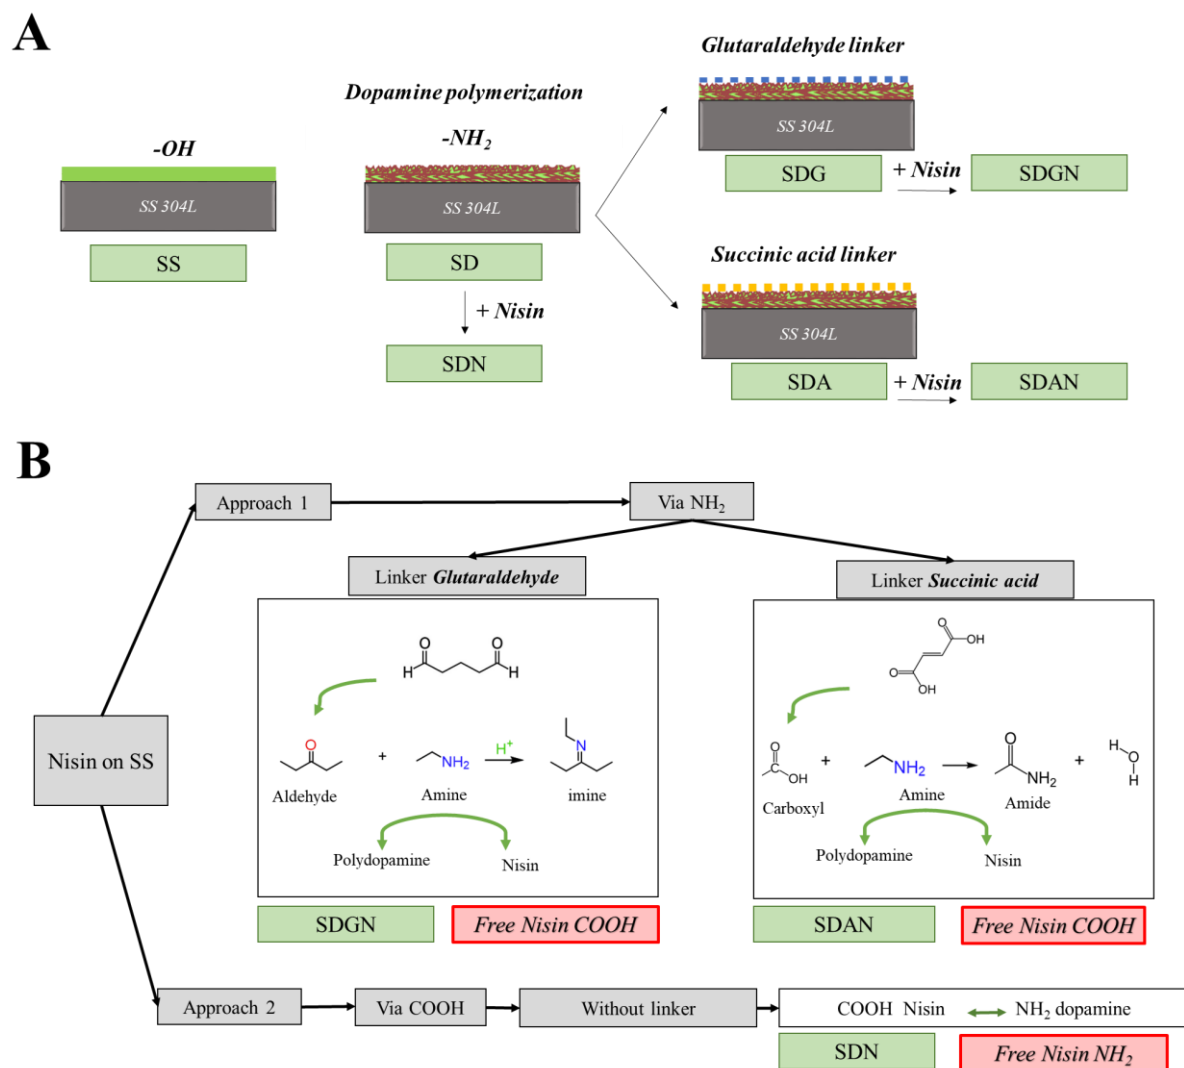 A
Glutaraldehyde linker
Dopamine polymerization
-OH
-NH2
SS 304L
SS 304L
SS 304L
SDG
+ Nisin
SDGN
SS
SD
+ Nisin
SDN
Succinic acid linker
SS 304L
SDA
+ Nisin
SDAN
B
Approach 1
Via NH2
Linker Glutaraldehyde
Linker Succinic acid
O
O
H
H
O
OH
O
OH
Nisin on SS
O
Aldehyde
+
NH2
Amine
H+
N
imine
Polydopamine
Nisin
O
OH
Carboxyl
+
NH2
Amine
O
NH2
Amide
+
H
O
H
Polydopamine
Nisin
SDGN
Free Nisin COOH
SDAN
Free Nisin COOH
Approach 2
Via COOH
Without linker
COOH Nisin
NH2 dopamine
SDN
Free Nisin NH2